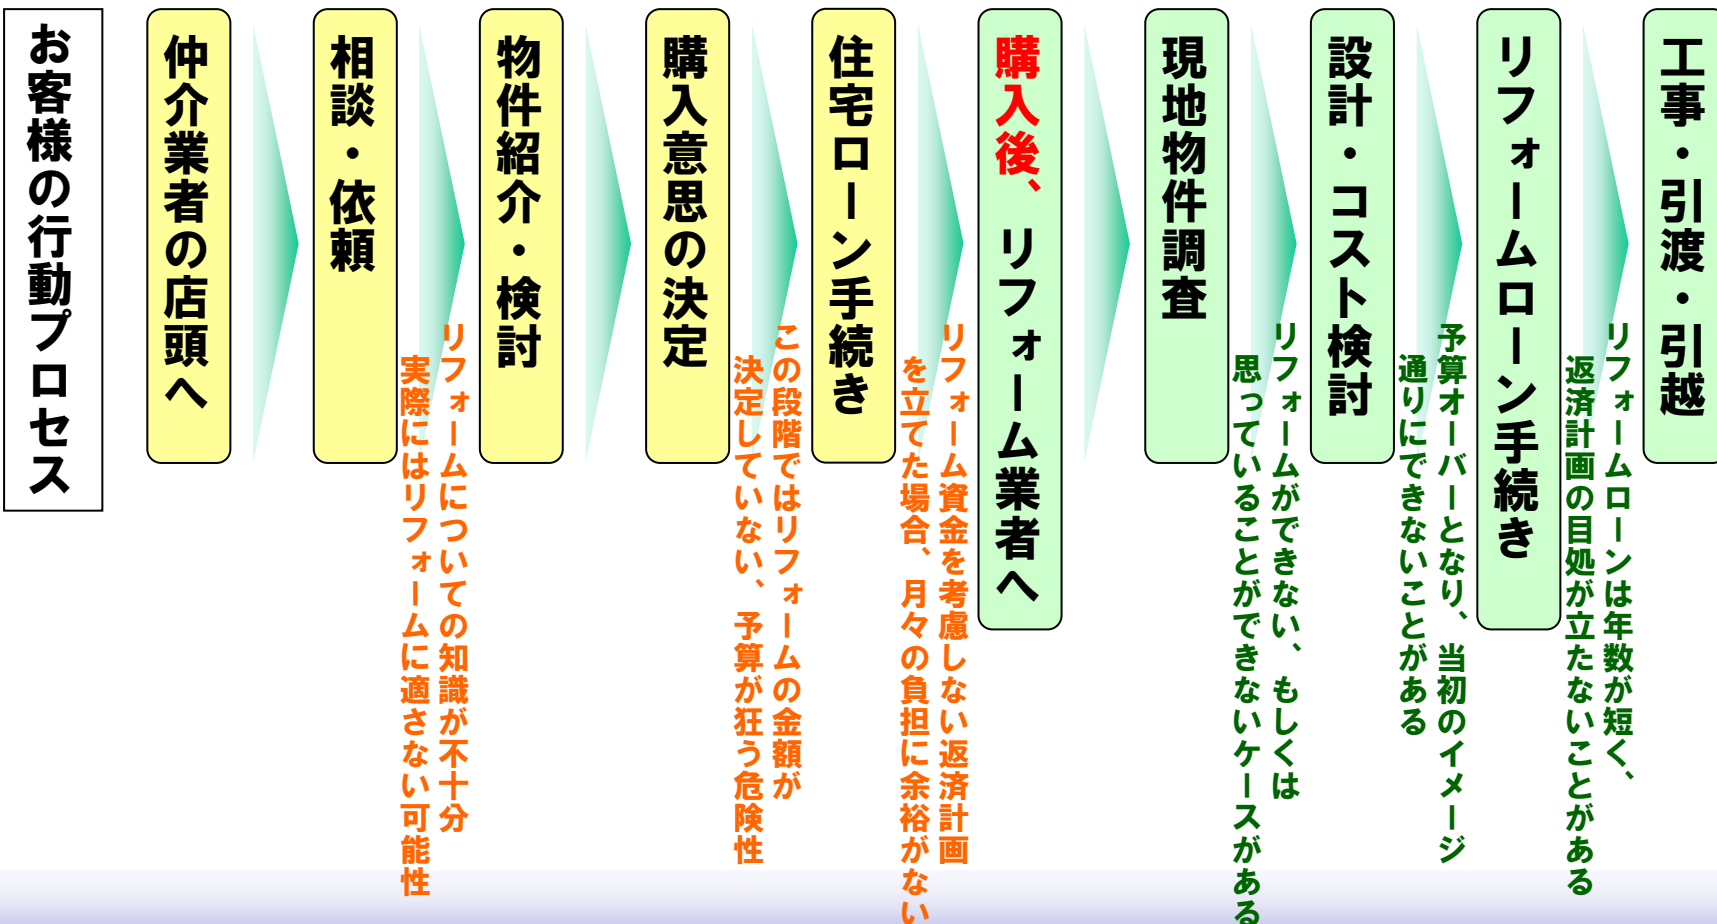 お客様の行動プロセス
仲介業者の店頭へ
相談・依頼
物件紹介・検討
購入意思の決定
住宅ローン手続き
購入後、リフォーム業者へ
現地物件調査
設計・コスト検討
リフォームローン手続き
工事・引渡・引越
リフォームについての知識が不十分
実際にはリフォームに適さない可能性
この段階ではリフォームの金額が
決定していない、予算が狂う危険性
リフォーム資金を考慮しない返済計画
を立てた場合、月々の負担に余裕がない
リフォームができない、もしくは
思っていることができないケースがある
予算オーバーとなり、当初のイメージ
通りにできないことがある
リフォームローンは年数が短く、
返済計画の目処が立たないことがある